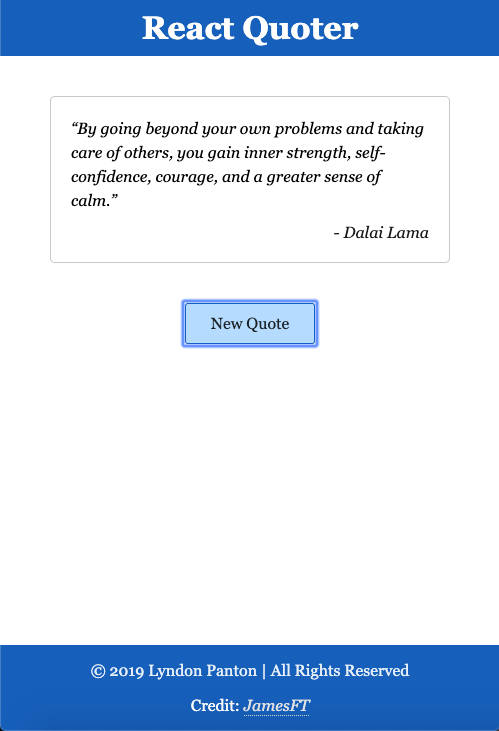 React Quoter
“By going beyond your own problems and taking
care of others, you gain inner strength, self-
confidence, courage, and a greater sense of
calm.”
- Dalai Lama
New Quote
© 2019 Lyndon Panton | All Rights Reserved
Credit: JamesFT